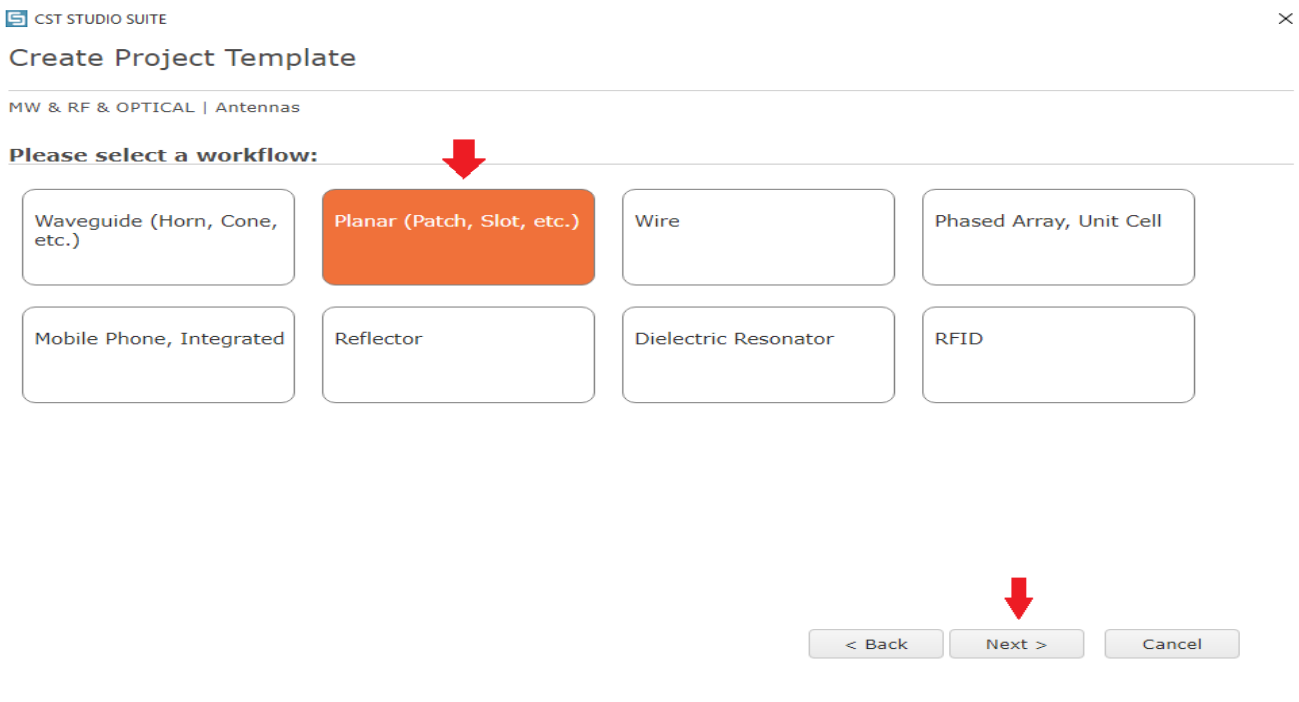 CST STUDIO SUITE
Create Project Template
MW & RF & OPTICAL | Antennas
Please select a workflow:
Waveguide (Horn, Cone,
etc.)
Planar (Patch, Slot, etc.)
Wire
Phased Array, Unit Cell
Mobile Phone, Integrated
Reflector
Dielectric Resonator
RFID
< Back
Next >
Cancel